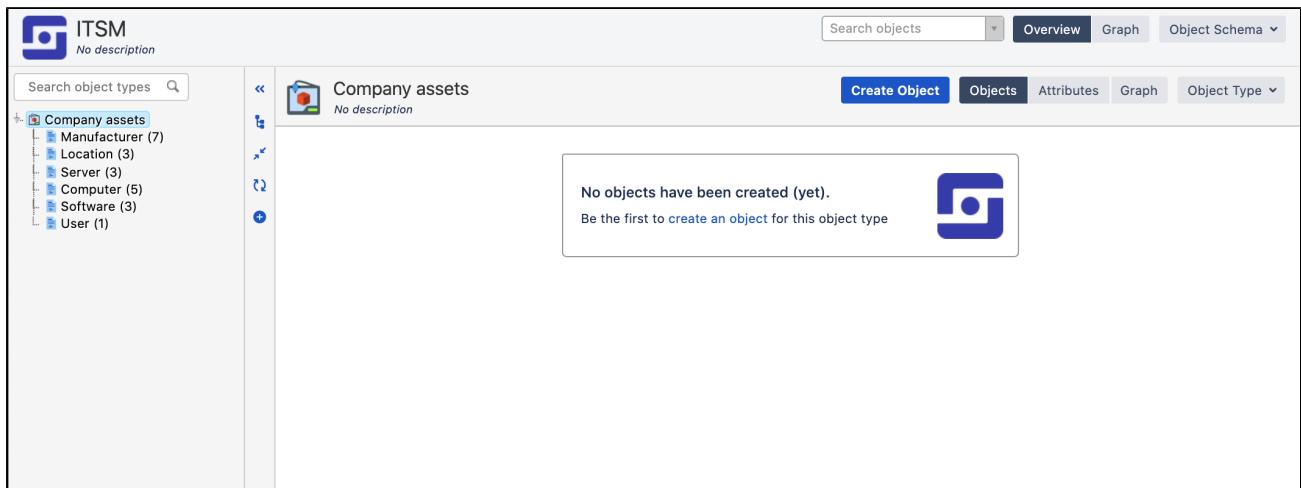 ITSM
No description
Search objects
Overview
Graph
Object Schema
Search object types
Company assets
Manufacturer (7)
Location (3)
Server (3)
Computer (5)
Software (3)
User (1)
Company assets
No description
Create Object
Objects
Attributes
Graph
Object Type
No objects have been created (yet).
Be the first to create an object for this object type